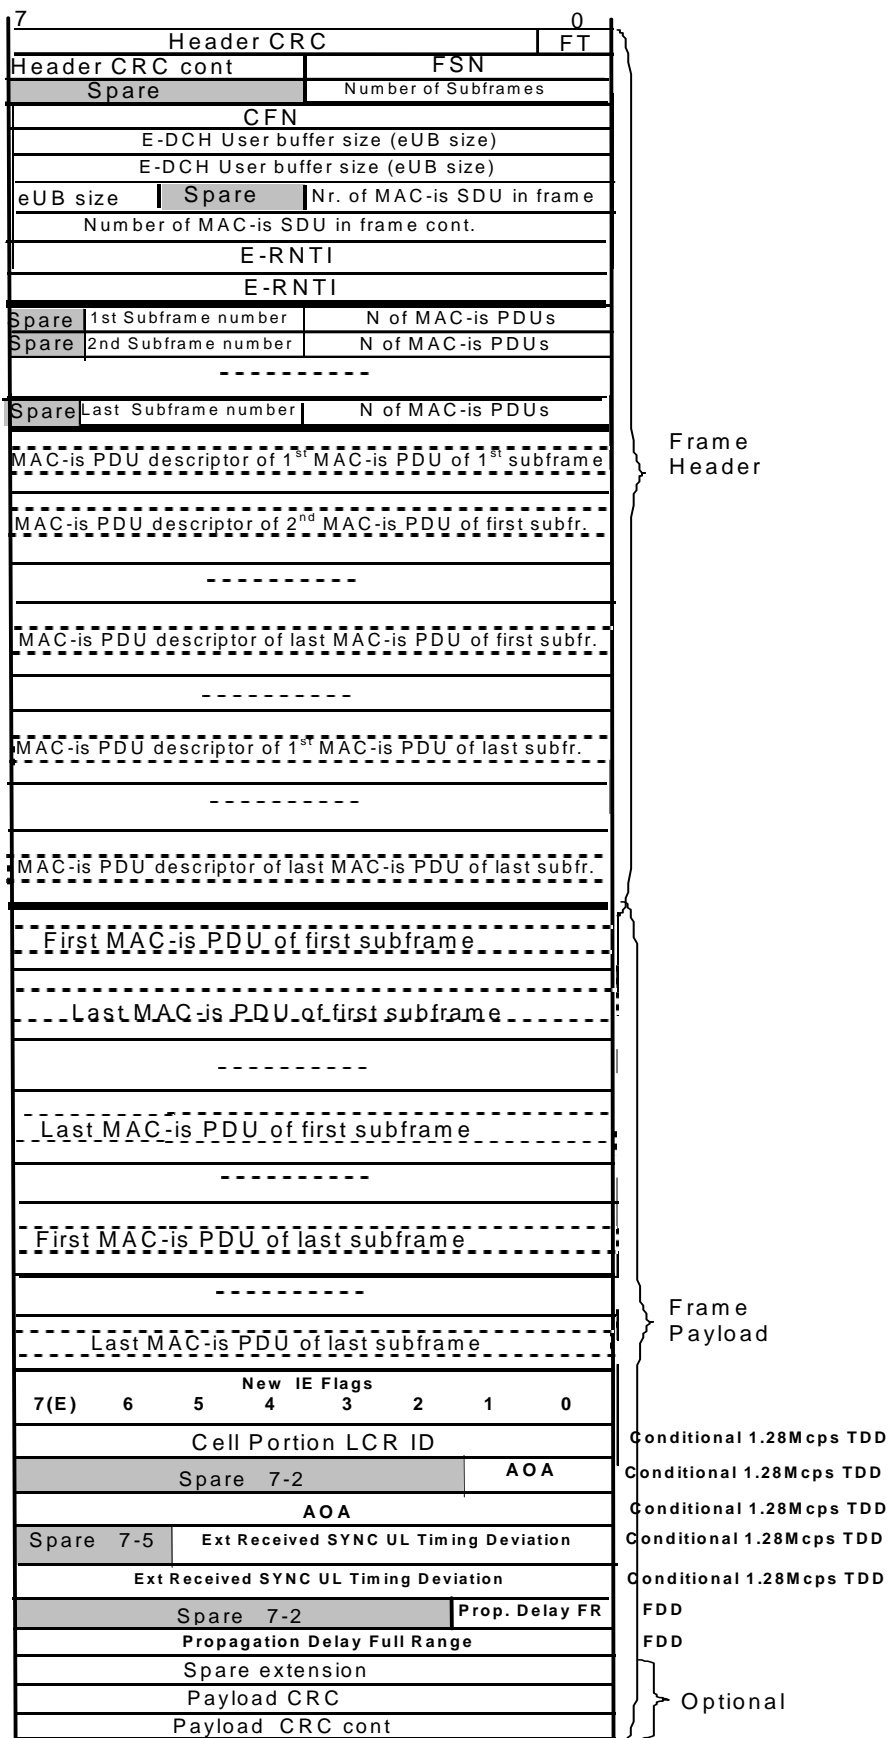 7 0
Header CRC FT
Header CRC cont FSN
Spare Number of Subframes
CFN
E-DCH User buffer size (eUB size)
E-DCH User buffer size (eUB size)
eUB size Spare Nr. of MAC-is SDU in frame
Number of MAC-is SDU in frame cont.
E-RNTI
E-RNTI
Spare 1st Subframe number N of MAC-is PDUs
Spare 2nd Subframe number N of MAC-is PDUs
Spare Last Subframe number N of MAC-is PDUs
Frame
Header
MAC-is PDU descriptor of 1st MAC-is PDU of 1st subframe
MAC-is PDU descriptor of 2nd MAC-is PDU of first subfr.
MAC-is PDU descriptor of last MAC-is PDU of first subfr.
MAC-is PDU descriptor of 1st MAC-is PDU of last subfr.
MAC-is PDU descriptor of last MAC-is PDU of last subfr.
First MAC-is PDU of first subframe
Last MAC-is PDU of first subframe
Last MAC-is PDU of first subframe
First MAC-is PDU of last subframe
Frame
Payload
Last MAC-is PDU of last subframe
New IE Flags
7(E) 6 5 4 3 2 1 0
Cell Portion LCR ID Conditional 1.28Mcps TDD
Spare 7-2 AOA Conditional 1.28Mcps TDD
AOA Conditional 1.28Mcps TDD
Spare 7-5 Ext Received SYNC UL Timing Deviation Conditional 1.28Mcps TDD
Ext Received SYNC UL Timing Deviation Conditional 1.28Mcps TDD
Spare 7-2 Prop. Delay FR FDD
Propagation Delay Full Range FDD
Spare extension
Payload CRC Optional
Payload CRC cont